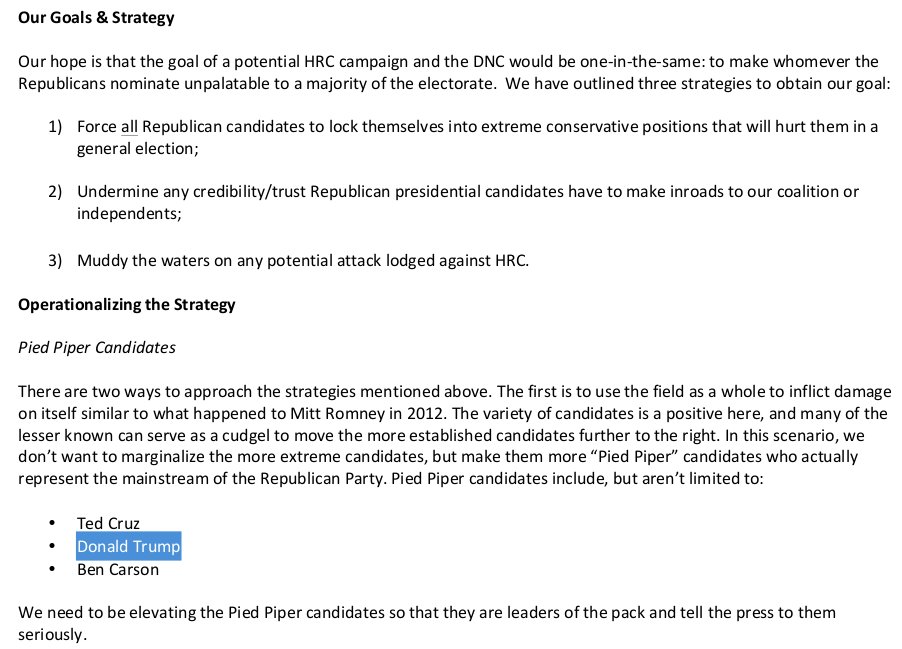 Our Goals & Strategy
Our hope is that the goal of a potential HRC campaign and the DNC would be one-in-the-same: to make whomever the
Republicans nominate unpalatable to a majority of the electorate.  We have outlined three strategies to obtain our goal:
1) Force all Republican candidates to lock themselves into extreme conservative positions that will hurt them in a
general election;
2) Undermine any credibility/trust Republican presidential candidates have to make inroads to our coalition or
independents;
3) Muddy the waters on any potential attack lodged against HRC.
Operationalizing the Strategy
Pied Piper Candidates
There are two ways to approach the strategies mentioned above. The first is to use the field as a whole to inflict damage
on itself similar to what happened to Mitt Romney in 2012. The variety of candidates is a positive here, and many of the
lesser known can serve as a cudgel to move the more established candidates further to the right. In this scenario, we
don’t want to marginalize the more extreme candidates, but make them more “Pied Piper” candidates who actually
represent the mainstream of the Republican Party. Pied Piper candidates include, but aren’t limited to:
• Ted Cruz
• Donald Trump
• Ben Carson
We need to be elevating the Pied Piper candidates so that they are leaders of the pack and tell the press to them
seriously.